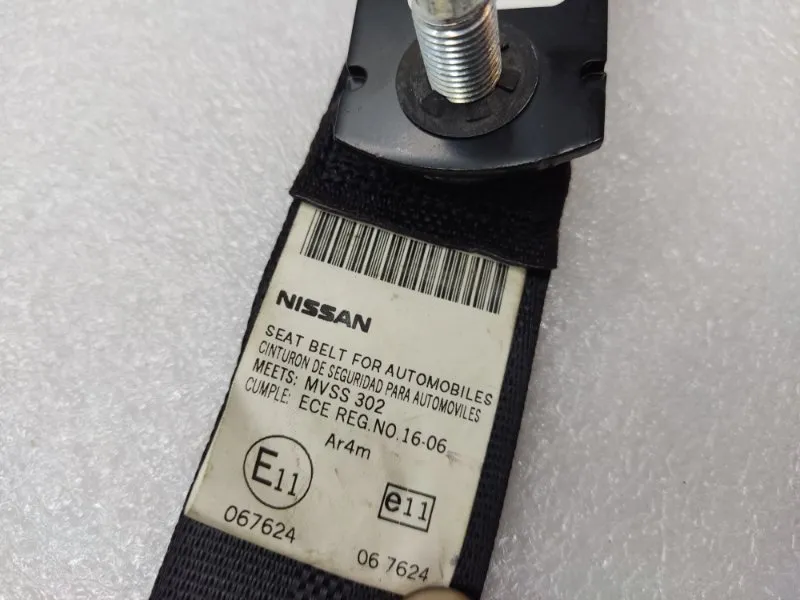 NISSAN
SEAT BELT FOR AUTOMOBILES
CINTURON DE SEGURIDAD PARA AUTOMOVILES
MEETS: MVSS 302
CUMPLE: ECE REG.NO.16-06
Ar4m
E11
e11
067624
06 7624